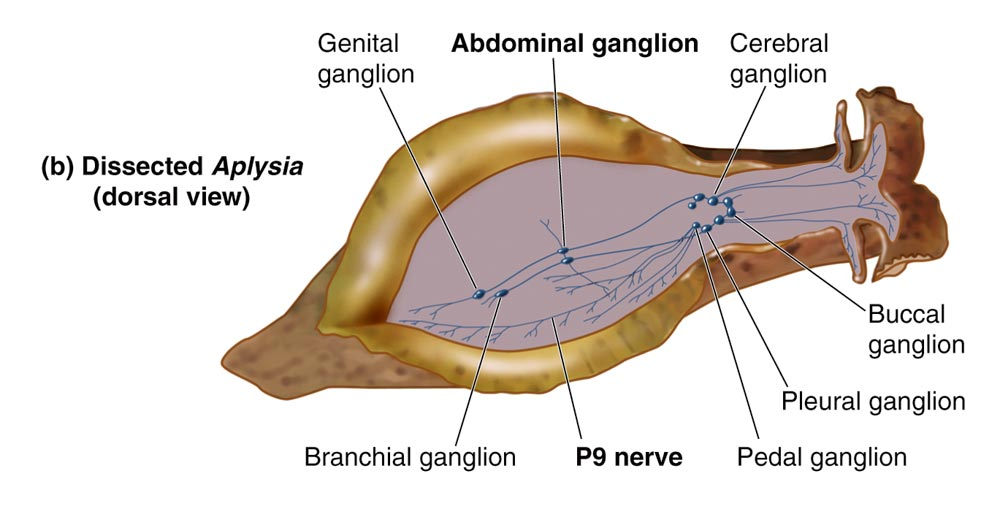 Genital
ganglion
Abdominal ganglion
Cerebral
ganglion
(b) Dissected Aplysia
(dorsal view)
Buccal
ganglion
Pleural ganglion
Branchial ganglion
P9 nerve
Pedal ganglion